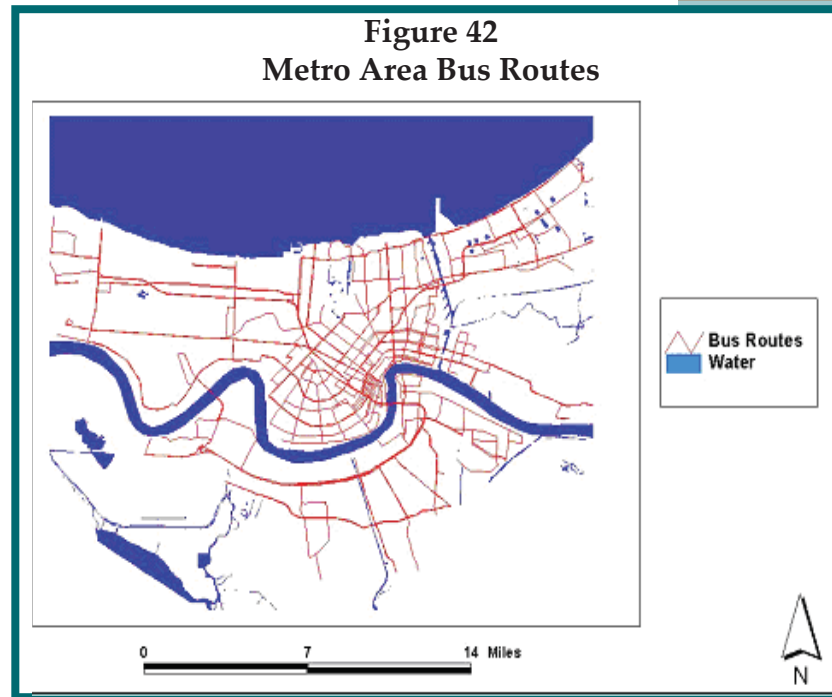 Figure 42
Metro Area Bus Routes
Bus Routes
Water
0 7 14 Miles
N